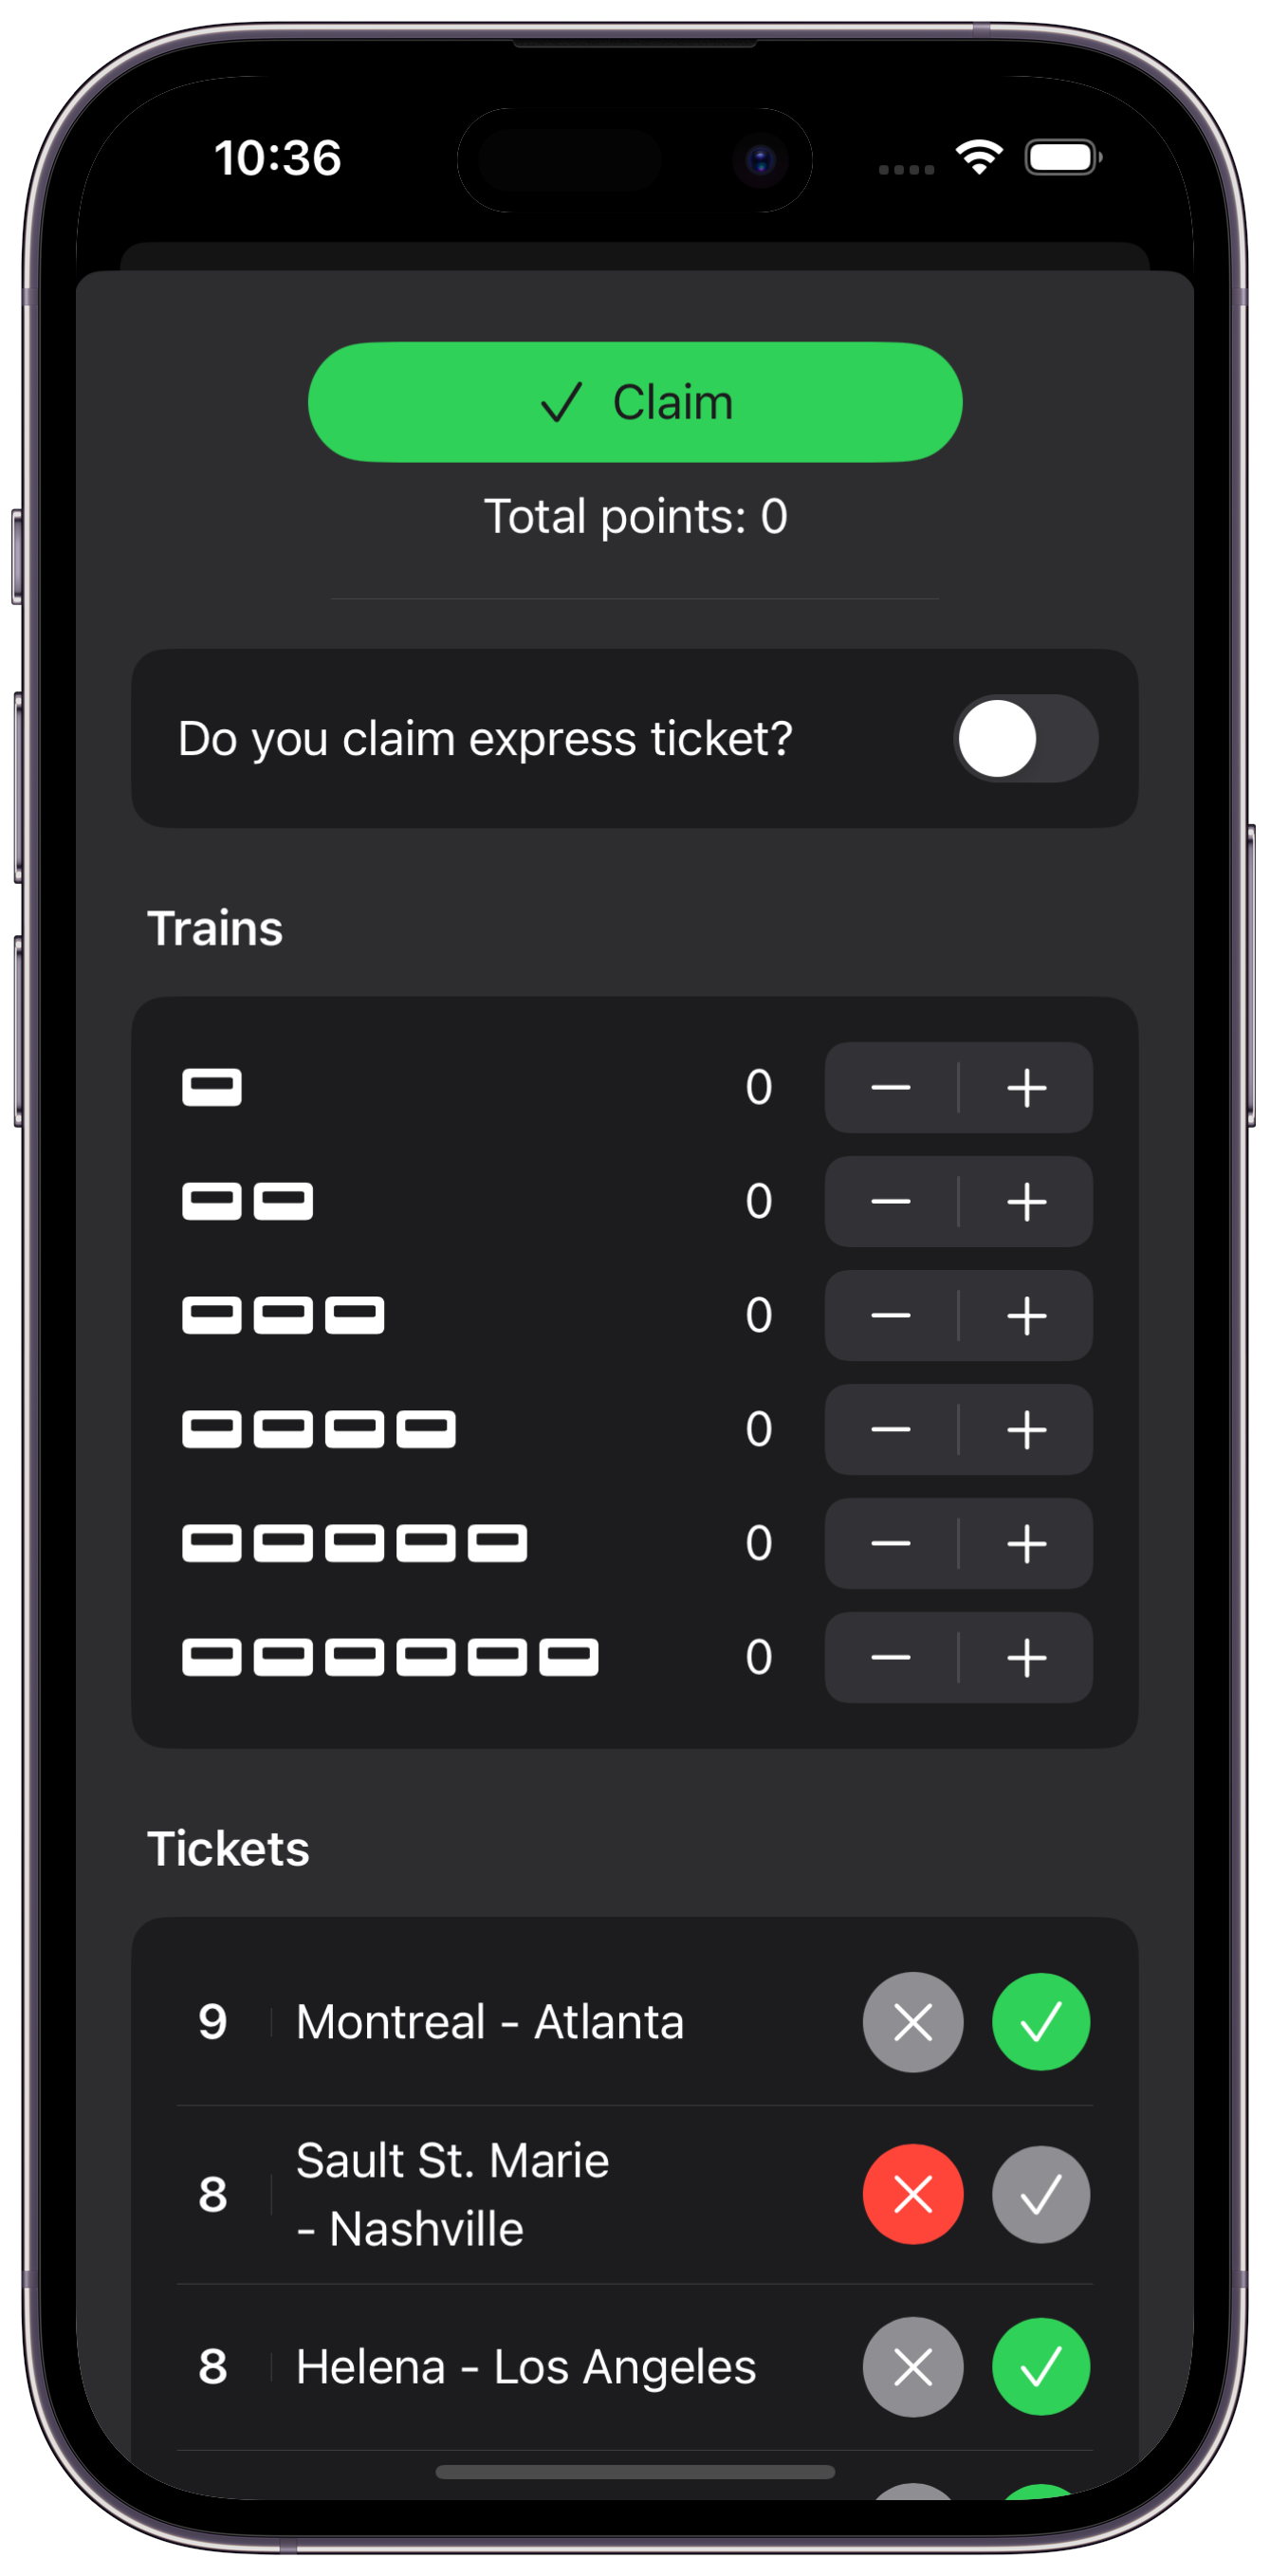 10:36
Claim
Total points: 0
Do you claim express ticket?
Trains
0
0
0
0
0
0
Tickets
9 Montreal - Atlanta
8 Sault St. Marie
- Nashville
8 Helena - Los Angeles